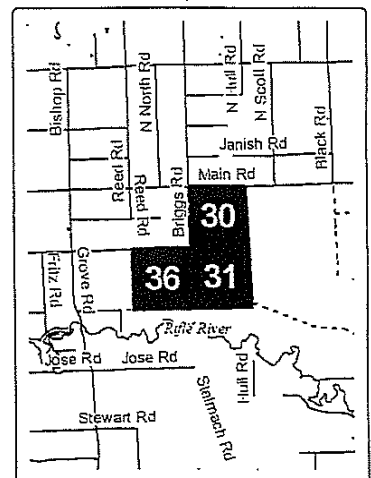 Bishop Rd
N North Rd
N Hull Rd
N Scoll Rd
Black Rd
Janish Rd
Reed Rd
Main Rd
Reed Rd
Briggs Rd
30
Fritz Rd
Grove Rd
36
31
Rifle River
Jose Rd
Jose Rd
Hull Rd
Stelmach Rd
Stewart Rd